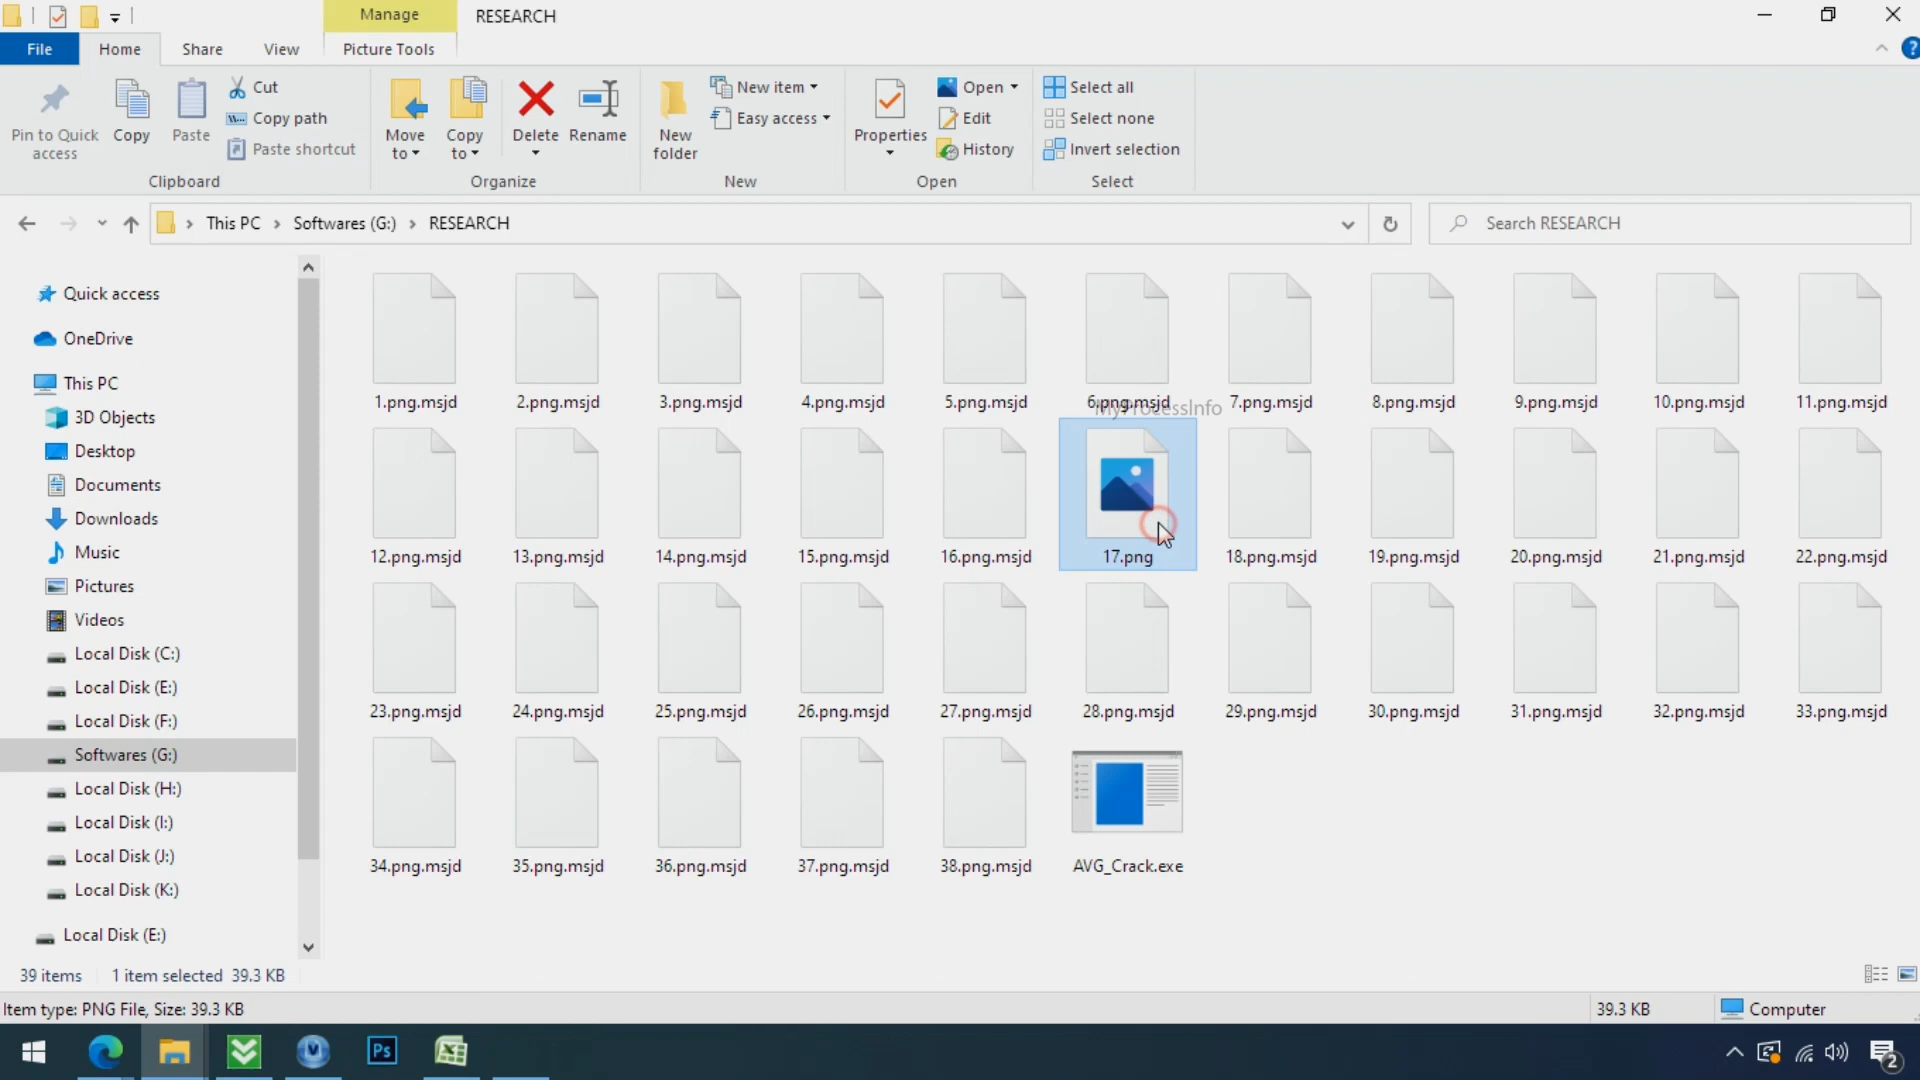 Manage
RESEARCH
File
Home
Share
View
Picture Tools
Pin to Quick access
Copy
Paste
Cut
Copy path
Paste shortcut
Clipboard
Move to
Copy to
Delete
Rename
Organize
New folder
New item
Easy access
New
Properties
Open
Edit
History
Open
Select all
Select none
Invert selection
Select
This PC
Softwares (G:)
RESEARCH
Search RESEARCH
Quick access
OneDrive
This PC
3D Objects
Desktop
Documents
Downloads
Music
Pictures
Videos
Local Disk (C:)
Local Disk (E:)
Local Disk (F:)
Softwares (G:)
Local Disk (H:)
Local Disk (I:)
Local Disk (J:)
Local Disk (K:)
Local Disk (E:)
1.png.msjd
2.png.msjd
3.png.msjd
4.png.msjd
5.png.msjd
6.png.msjd
7.png.msjd
8.png.msjd
9.png.msjd
10.png.msjd
11.png.msjd
MyProcessInfo
12.png.msjd
13.png.msjd
14.png.msjd
15.png.msjd
16.png.msjd
17.png
18.png.msjd
19.png.msjd
20.png.msjd
21.png.msjd
22.png.msjd
23.png.msjd
24.png.msjd
25.png.msjd
26.png.msjd
27.png.msjd
28.png.msjd
29.png.msjd
30.png.msjd
31.png.msjd
32.png.msjd
33.png.msjd
34.png.msjd
35.png.msjd
36.png.msjd
37.png.msjd
38.png.msjd
AVG_Crack.exe
39 items
1 item selected 39.3 KB
Item type: PNG File, Size: 39.3 KB
39.3 KB
Computer
Ps
2